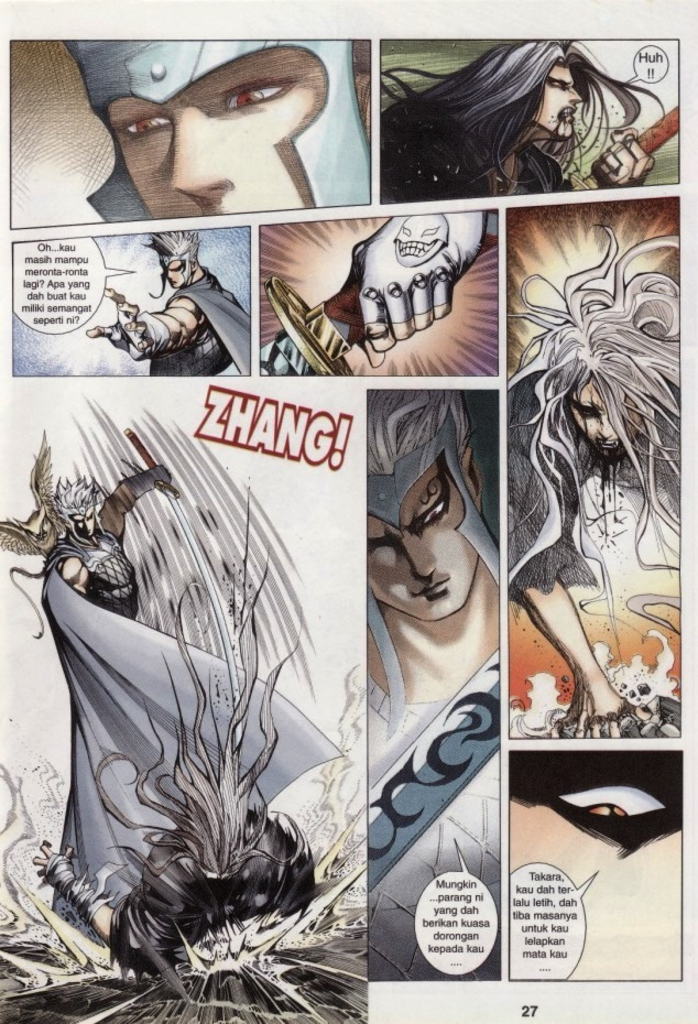 Huh
!!
Oh...kau
masih mampu
meronta-ronta
lagi? Apa yang
dah buat kau
miliki semangat
seperti ni?
ZHANG!
Mungkin
...parang ni
yang dah
berikan kuasa
dorongan
kepada kau
....
Takara,
kau dah ter-
lalu letih, dah
tiba masanya
untuk kau
lelapkan
mata kau
....
27